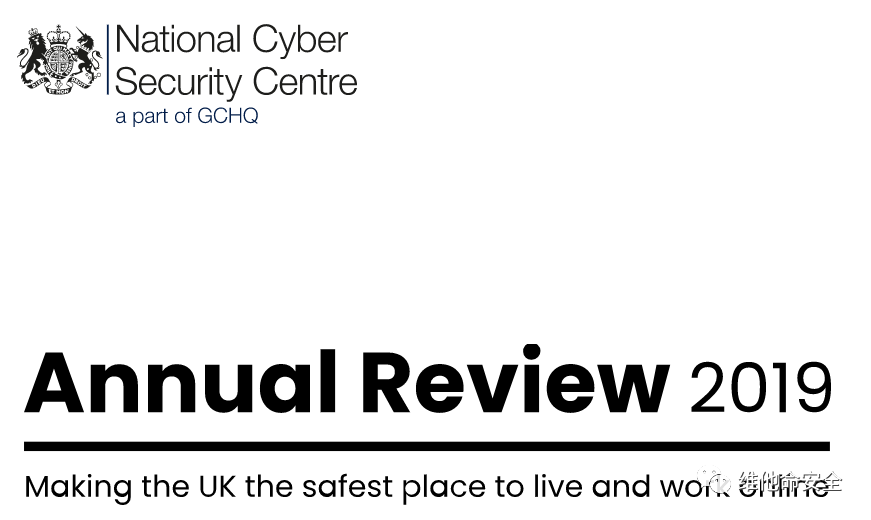 National Cyber
Security Centre
a part of GCHQ
Annual Review 2019
Making the UK the safest place to live and work online
维他命安全